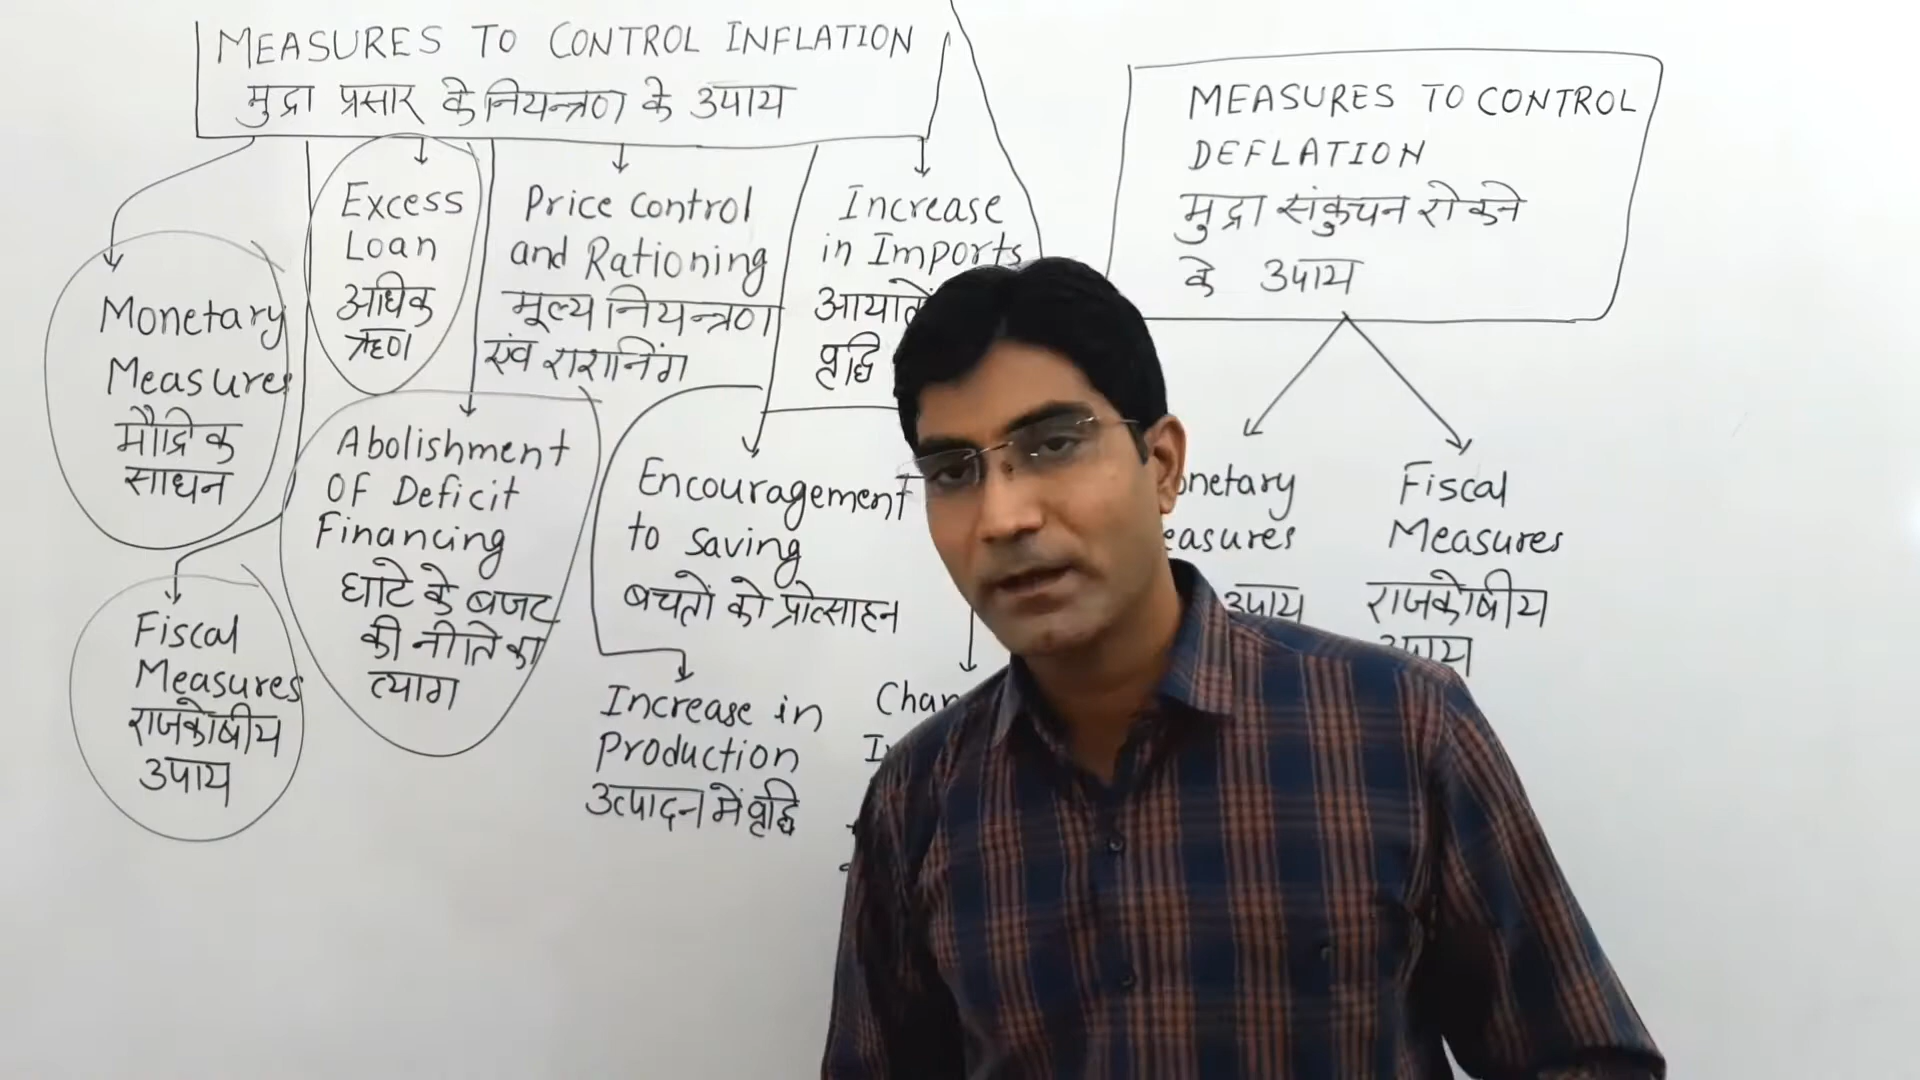 MEASURES TO CONTROL INFLATION
मुद्रा प्रसार के नियन्त्रण के उपाय
Monetary
Measures
मौद्रिक
साधन
Fiscal
Measures
राजकोषीय
उपाय
Excess
Loan
अधिक
ऋण
Abolishment
OF Deficit
Financing
घाटे के बजट
की नीति का
त्याग
Price Control
and Rationing
मूल्य नियन्त्रण
एंव राशनिंग
Increase in
Production
उत्पादन में वृद्धि
Encouragement
to Saving
बचतों को प्रोत्साहन
Increase
in Imports
वृद्धि
MEASURES TO CONTROL
DEFLATION
मुद्रा संकुचन रोकने
के उपाय
उपाय
Fiscal
Measures
राजकोषीय
उपाय